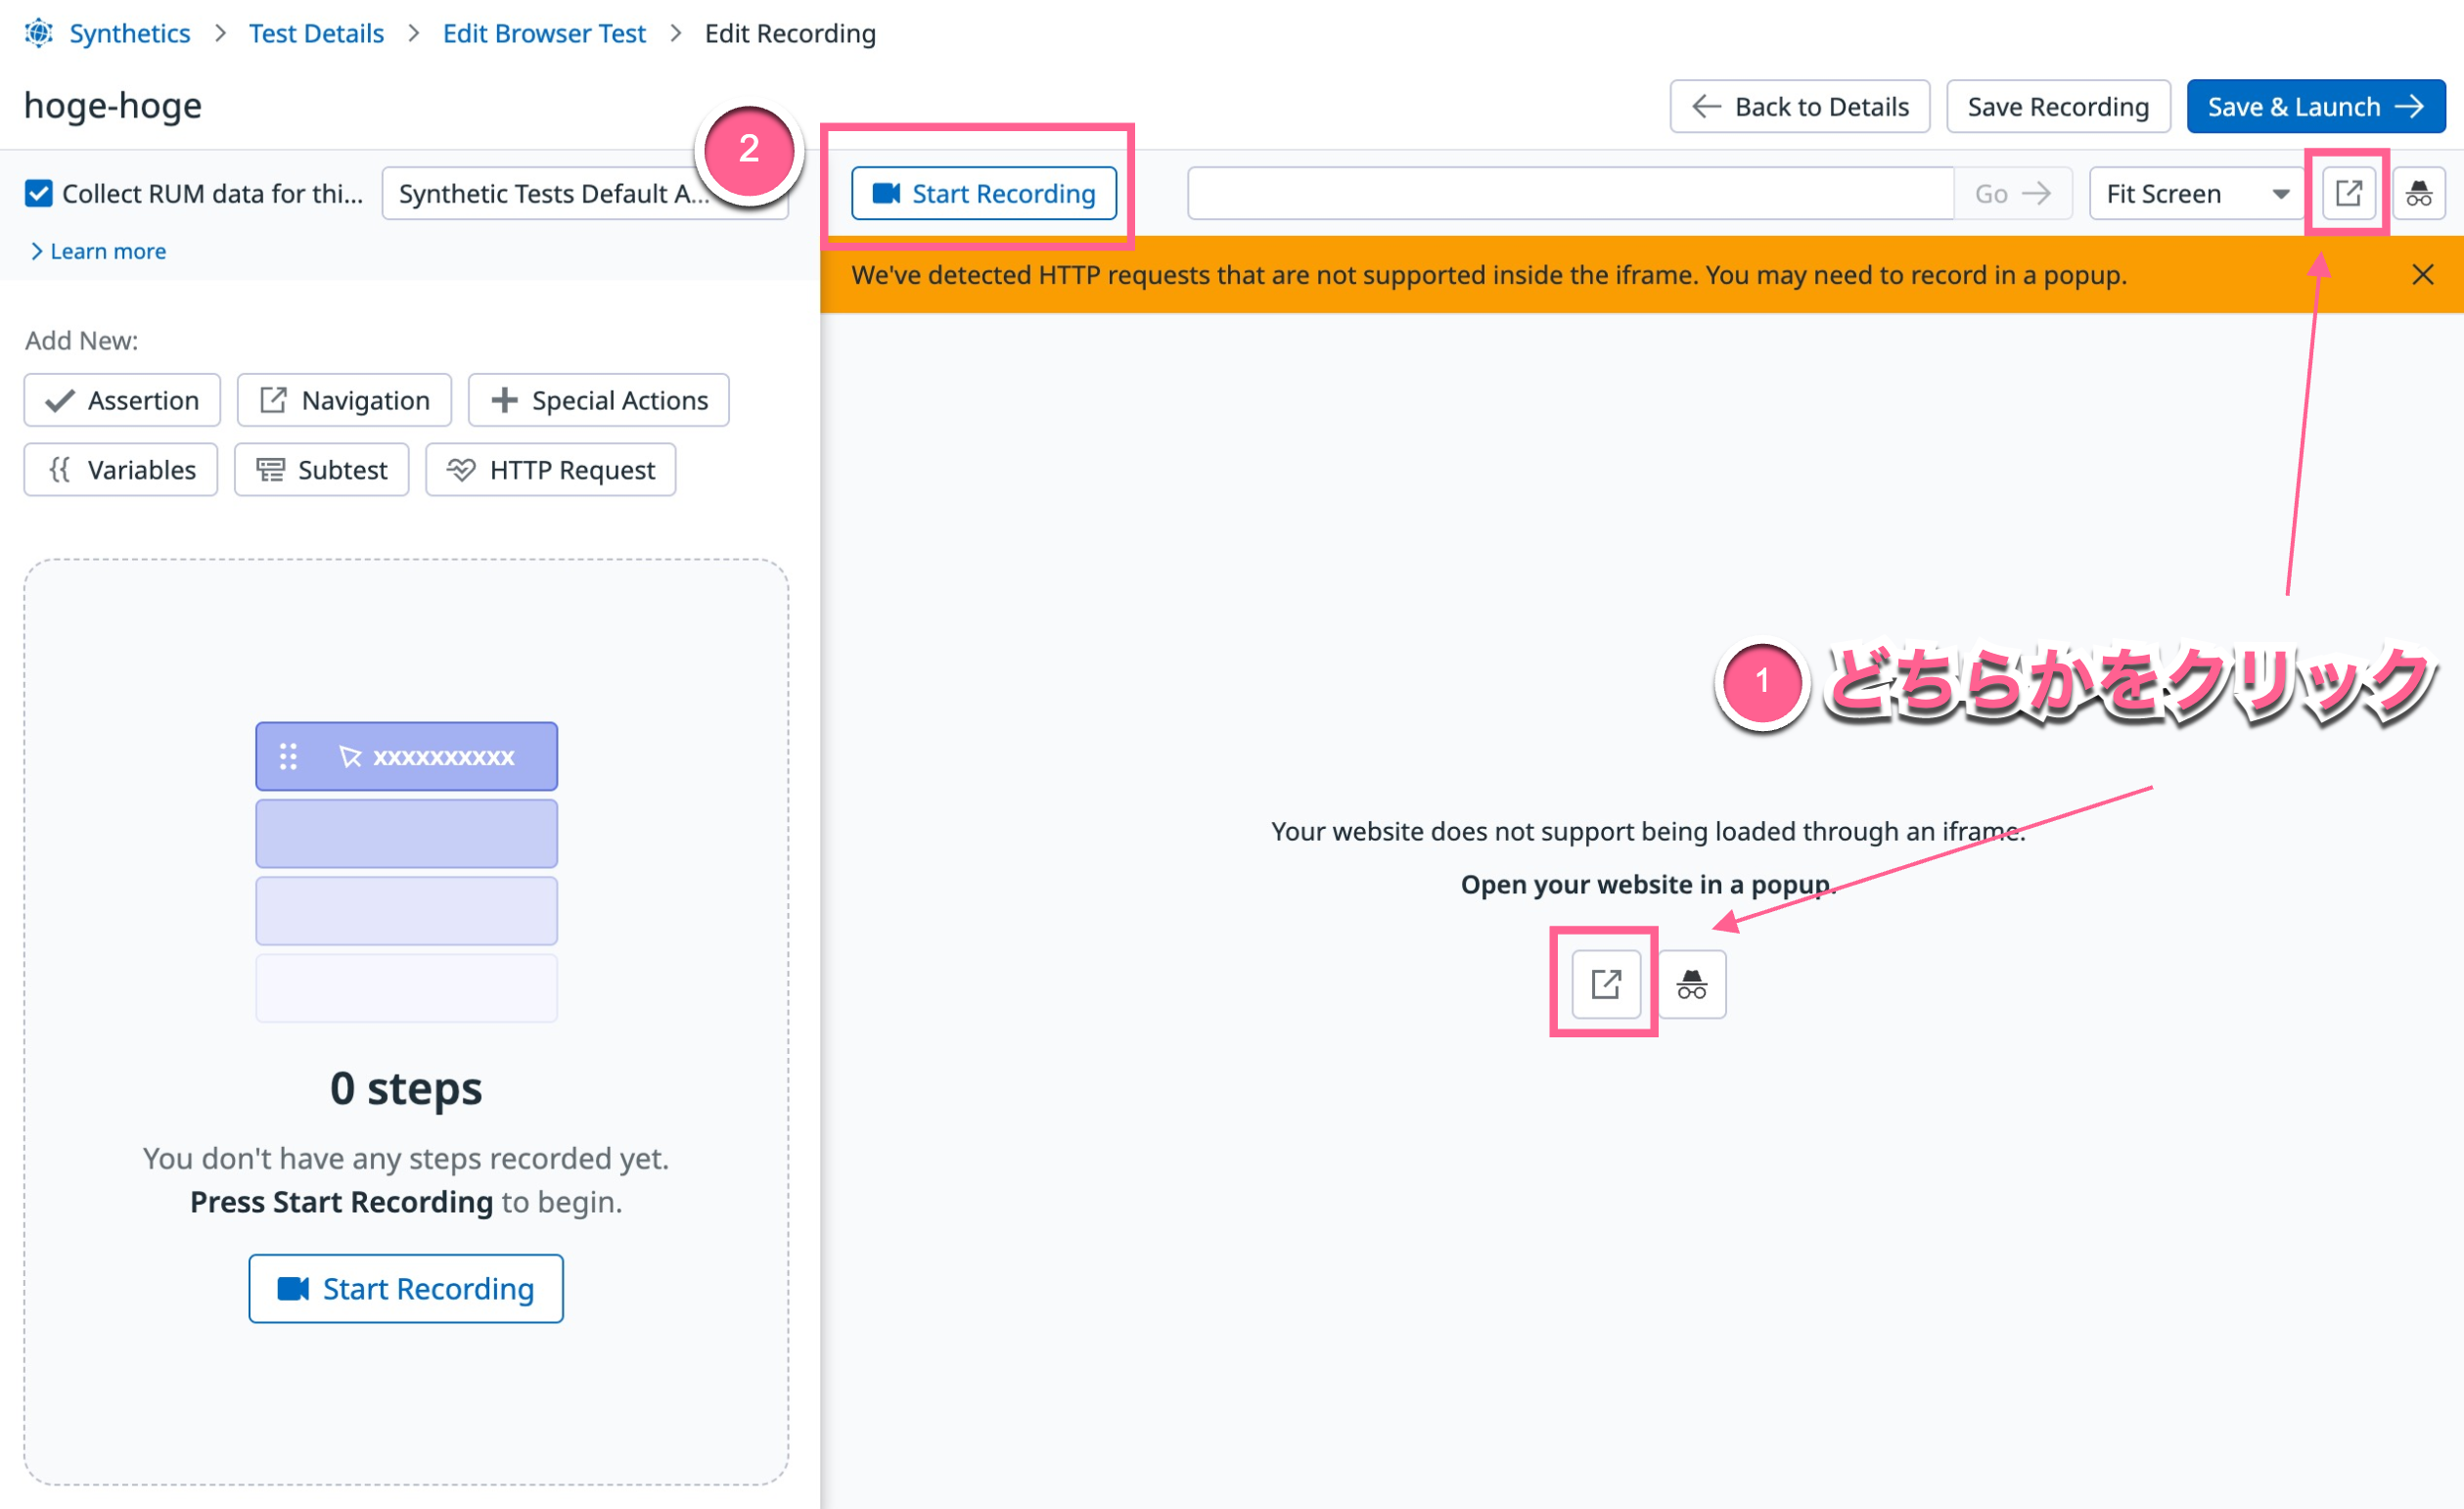 Synthetics > Test Details > Edit Browser Test > Edit Recording
hoge-hoge
Back to Details
Save Recording
Save & Launch
2
Collect RUM data for thi...
Synthetic Tests Default A...
Start Recording
Go
Fit Screen
Learn more
We've detected HTTP requests that are not supported inside the iframe. You may need to record in a popup.
Add New:
Assertion
Navigation
Special Actions
Variables
Subtest
HTTP Request
1 どちらかをクリック
xxxxxxxxxx
Your website does not support being loaded through an iframe.
Open your website in a popup.
0 steps
You don't have any steps recorded yet.
Press Start Recording to begin.
Start Recording